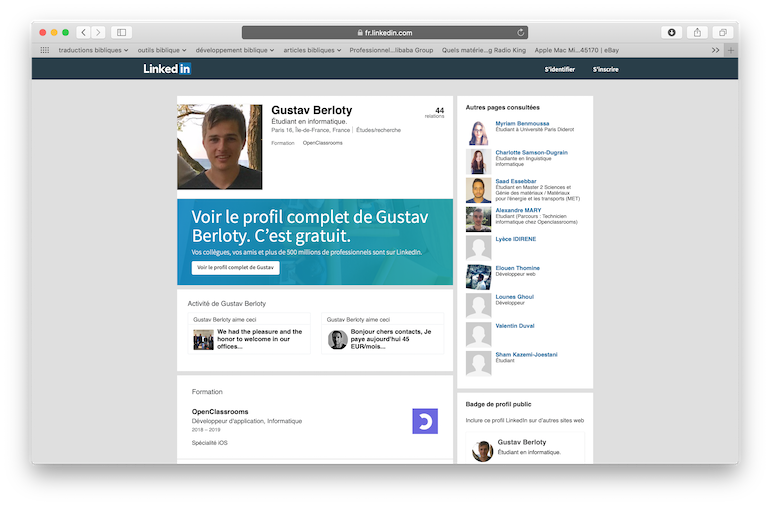 fr.linkedin.com
traductions bibliques
outils biblique
développement biblique
articles bibliques
Professionnel...libaba Group
Quels matérie...g Radio King
Apple Mac Mi...45170 | eBay
Linked in
S'identifier
S'inscrire
Gustav Berloty
44
relations
Étudiant en informatique.
Paris 16, Île-de-France, France | Études/recherche
Formation OpenClassrooms
Voir le profil complet de Gustav
Berloty. C'est gratuit.
Vos collègues, vos amis et plus de 500 millions de professionnels sont sur LinkedIn.
Voir le profil complet de Gustav
Activité de Gustav Berloty
Gustav Berloty aime ceci
We had the pleasure and the
honor to welcome in our
offices...
Gustav Berloty aime ceci
Bonjour chers contacts, Je
paye aujourd'hui 45
EUR/mois...
Formation
OpenClassrooms
Développeur d'application, Informatique
2018 – 2019
Spécialité iOS
Autres pages consultées
Myriam Benmoussa
Étudiant à Université Paris Diderot
Charlotte Samson-Dugrain
Étudiante en linguistique
informatique
Saad Essebbar
Étudiant en Master 2 Sciences et
Génie des matériaux / Matériaux
pour l'énergie et les transports (MET)
Alexandre MARY
Étudiant (Parcours : Technicien
informatique chez Openclassrooms)
Lyèce IDIRENE
Elouen Thomine
Développeur web
Lounes Ghoul
Développeur
Valentin Duval
Sham Kazemi-Joestani
Étudiant
Badge de profil public
Inclure ce profil LinkedIn sur d'autres sites web
Gustav Berloty
Étudiant en informatique.